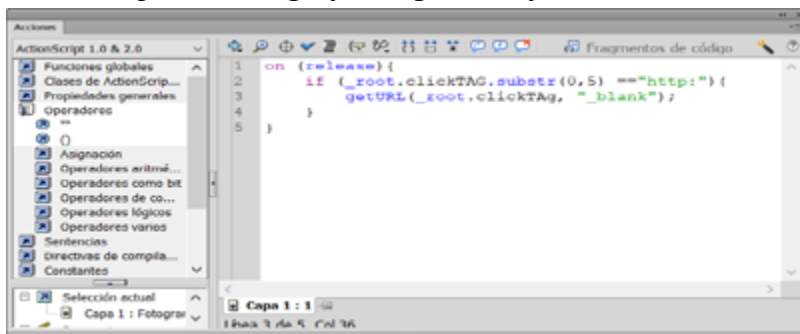 Acciones
ActionScript 1.0 & 2.0
Funciones globales
Clases de ActionScrip...
Propiedades generales
Operadores
""
()
Asignación
Operadores aritmé...
Operadores como bit
Operadores de co...
Operadores lógicos
Operadores varios
Sentencias
Directivas de compila...
Constantes
Selección actual
Capa 1 : Fotogram
Fragmentos de código
1 on (release){
2 if (_root.clickTAG.substr(0,5) =="http:"){
3 getURL(_root.clickTAg, "_blank");
4 }
5 }
Capa 1 : 1
Línea 3 de 5, Col 36